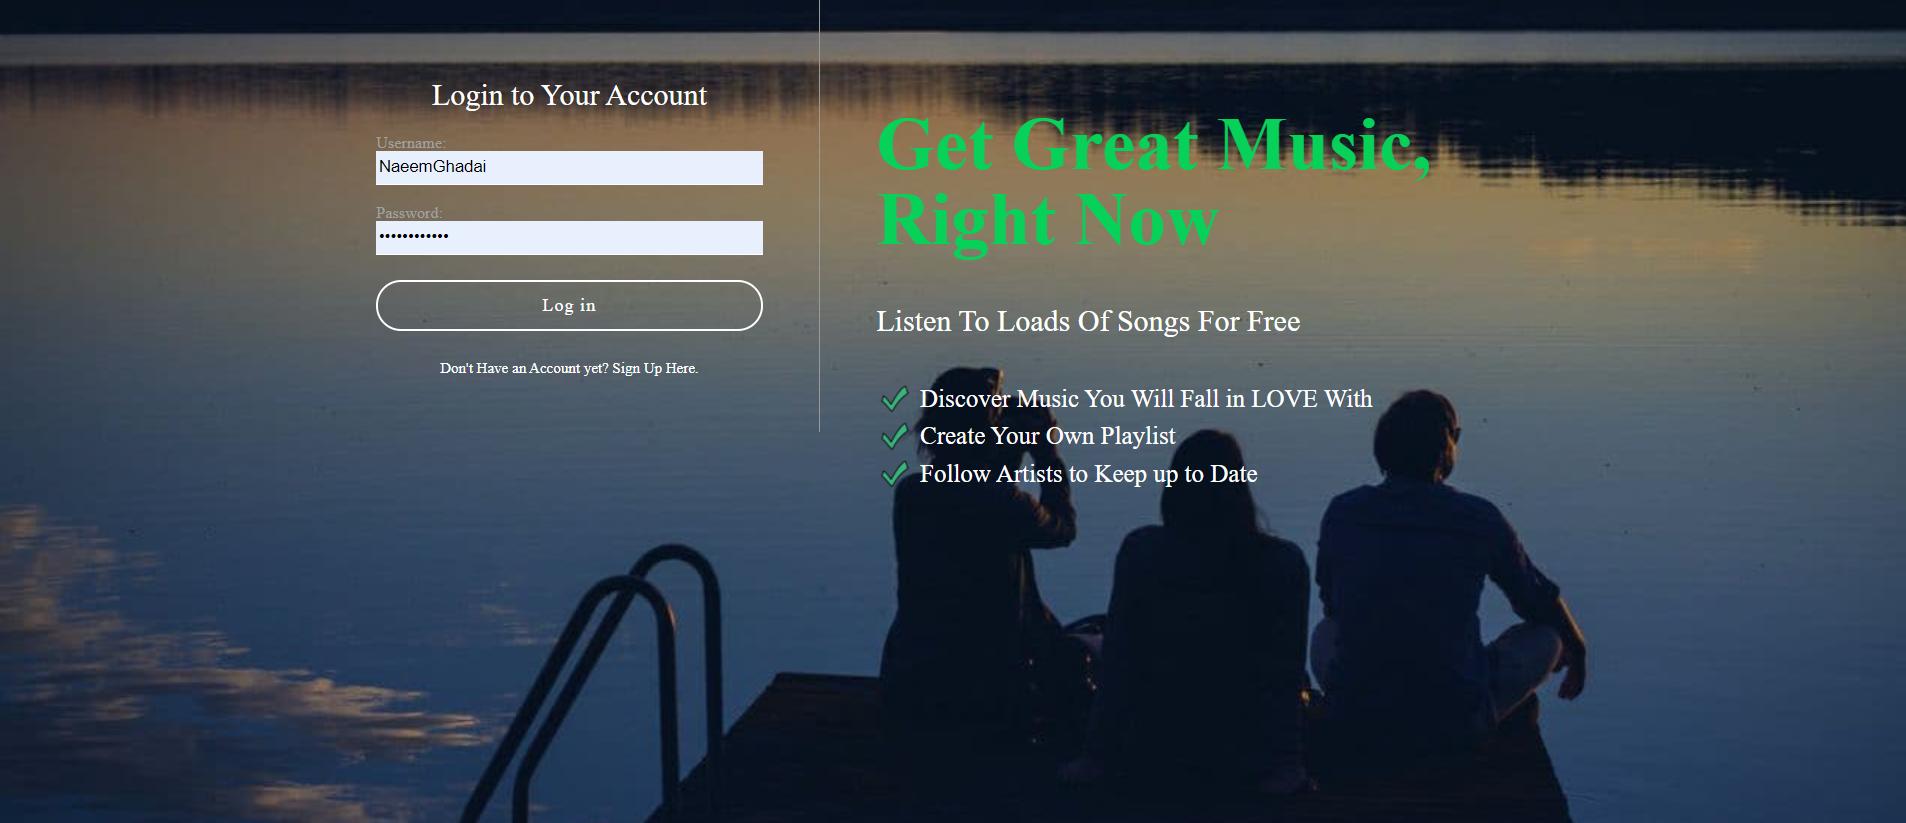 Login to Your Account
Username:
NaeemGhadai
Password:
••••••••••••
Log in
Don't Have an Account yet? Sign Up Here.
Get Great Music,
Right Now
Listen To Loads Of Songs For Free
Discover Music You Will Fall in LOVE With
Create Your Own Playlist
Follow Artists to Keep up to Date